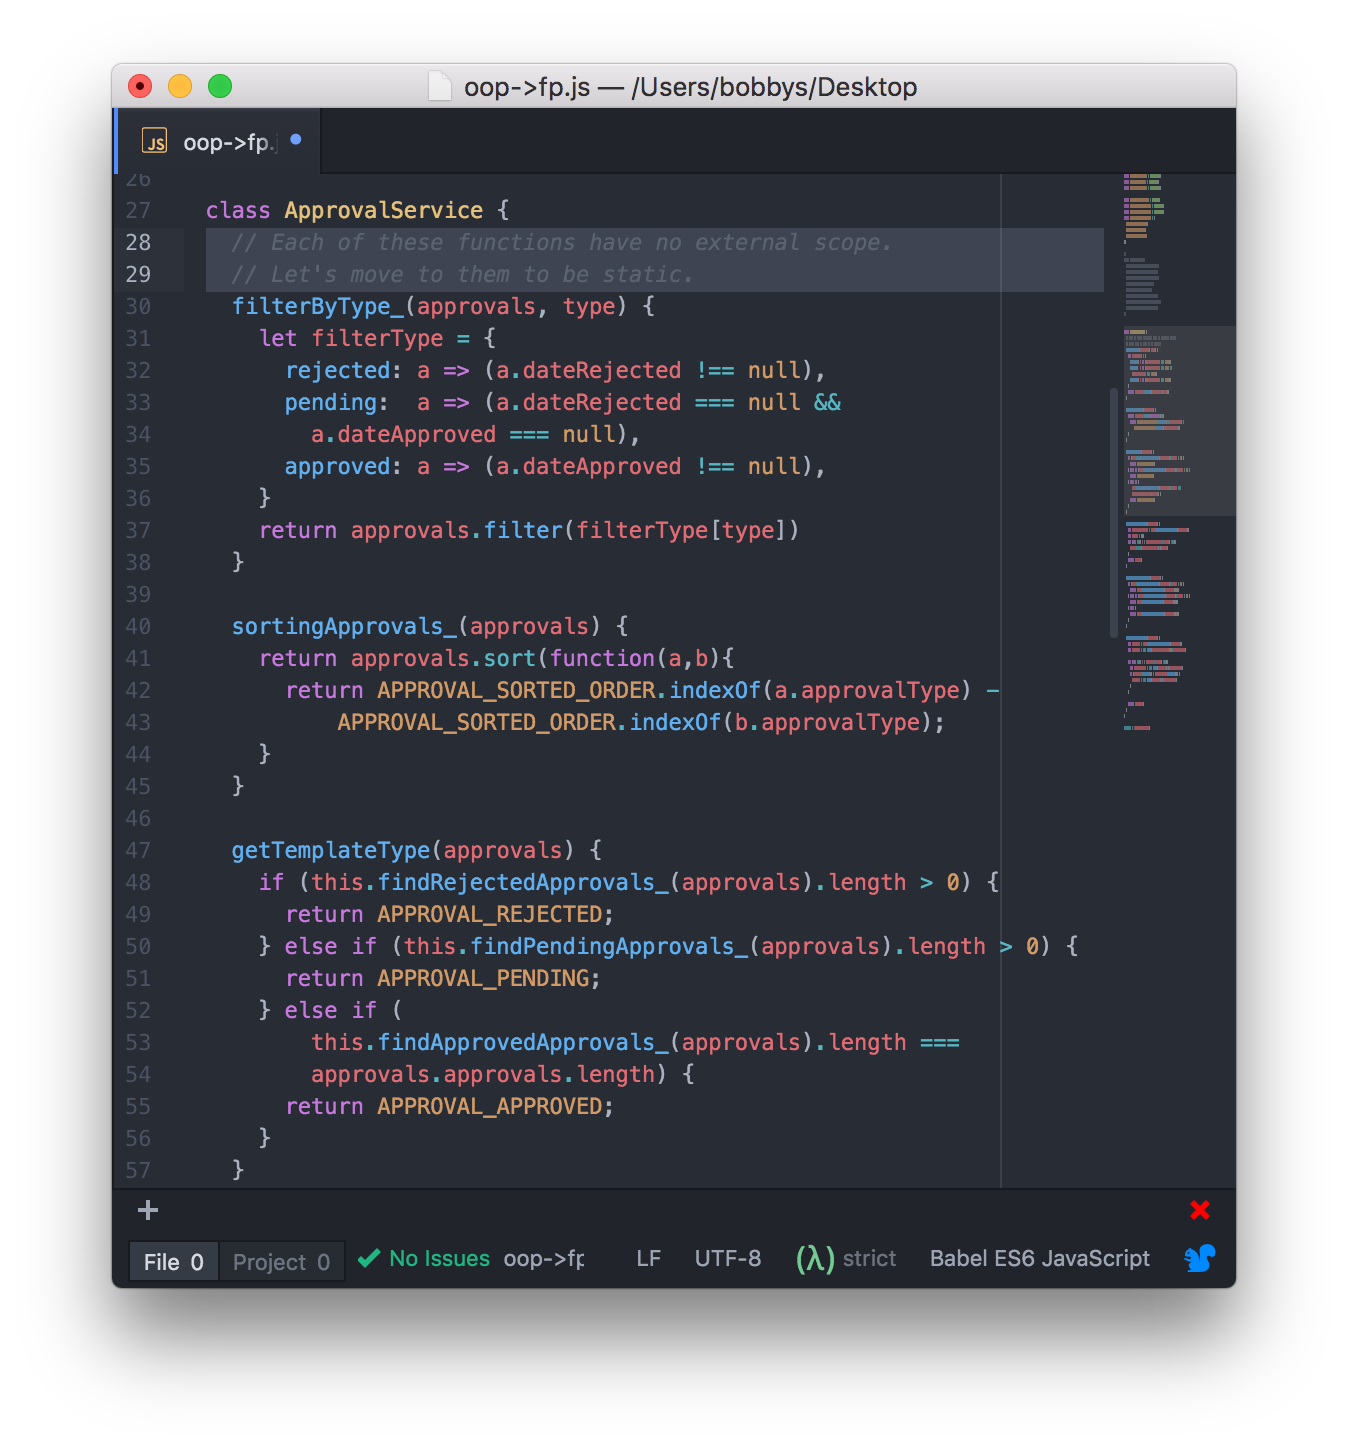 oop->fp.js — /Users/bobbys/Desktop
JS oop->fp.j
26
27 class ApprovalService {
28 // Each of these functions have no external scope.
29 // Let's move to them to be static.
30 filterByType_(approvals, type) {
31 let filterType = {
32 rejected: a => (a.dateRejected !== null),
33 pending:  a => (a.dateRejected === null &&
34 a.dateApproved === null),
35 approved: a => (a.dateApproved !== null),
36 }
37 return approvals.filter(filterType[type])
38 }
39
40 sortingApprovals_(approvals) {
41 return approvals.sort(function(a,b){
42 return APPROVAL_SORTED_ORDER.indexOf(a.approvalType) -
43 APPROVAL_SORTED_ORDER.indexOf(b.approvalType);
44 }
45 }
46
47 getTemplateType(approvals) {
48 if (this.findRejectedApprovals_(approvals).length > 0) {
49 return APPROVAL_REJECTED;
50 } else if (this.findPendingApprovals_(approvals).length > 0) {
51 return APPROVAL_PENDING;
52 } else if (
53 this.findApprovedApprovals_(approvals).length ===
54 approvals.approvals.length) {
55 return APPROVAL_APPROVED;
56 }
57 }
File 0 Project 0 No Issues oop->fp LF UTF-8 (λ) strict Babel ES6 JavaScript